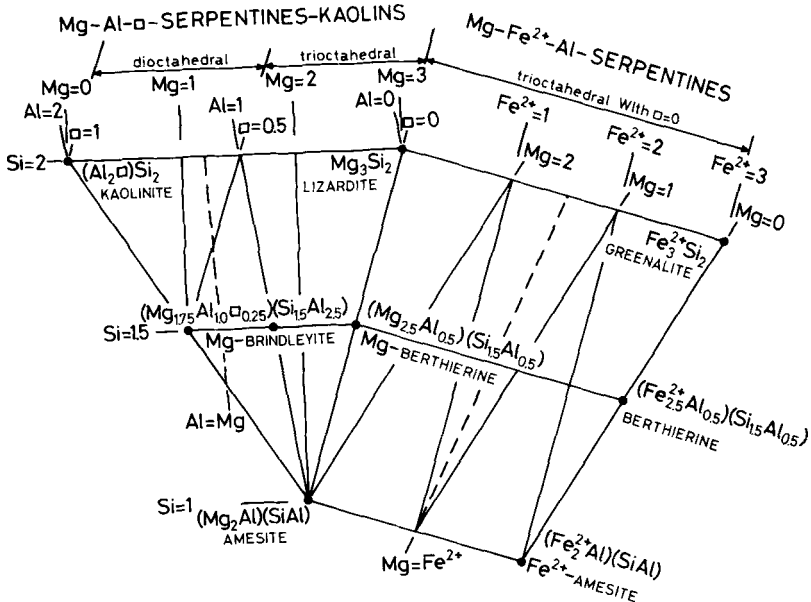 Mg-Al-□-SERPENTINES-KAOLINS
Mg-Fe²⁺-Al-SERPENTINES
dioctahedral
trioctahedral
trioctahedral With □=0
Mg=0
Mg=1
Mg=2
Mg=3
Al=2
□=1
Al=1
□=0.5
Al=0
□=0
Fe²⁺=1
Mg=2
Fe²⁺=2
Mg=1
Fe²⁺=3
Mg=0
Si=2
(Al₂□)Si₂
KAOLINITE
Mg₃Si₂
LIZARDITE
Fe₃²⁺Si₂
GREENALITE
Si=1.5
(Mg₁.₇₅Al₁.₀□₀.₂₅)(Si₁.₅Al₂.₅)
Mg-BRINDLEYITE
(Mg₂.₅Al₀.₅)(Si₁.₅Al₀.₅)
Mg-BERTHIERINE
(Fe²⁺₂.₅Al₀.₅)(Si₁.₅Al₀.₅)
BERTHIERINE
Al=Mg
Si=1
(Mg₂Al)(SiAl)
AMESITE
Mg=Fe²⁺
(Fe₂²⁺Al)(SiAl)
Fe²⁺-AMESITE